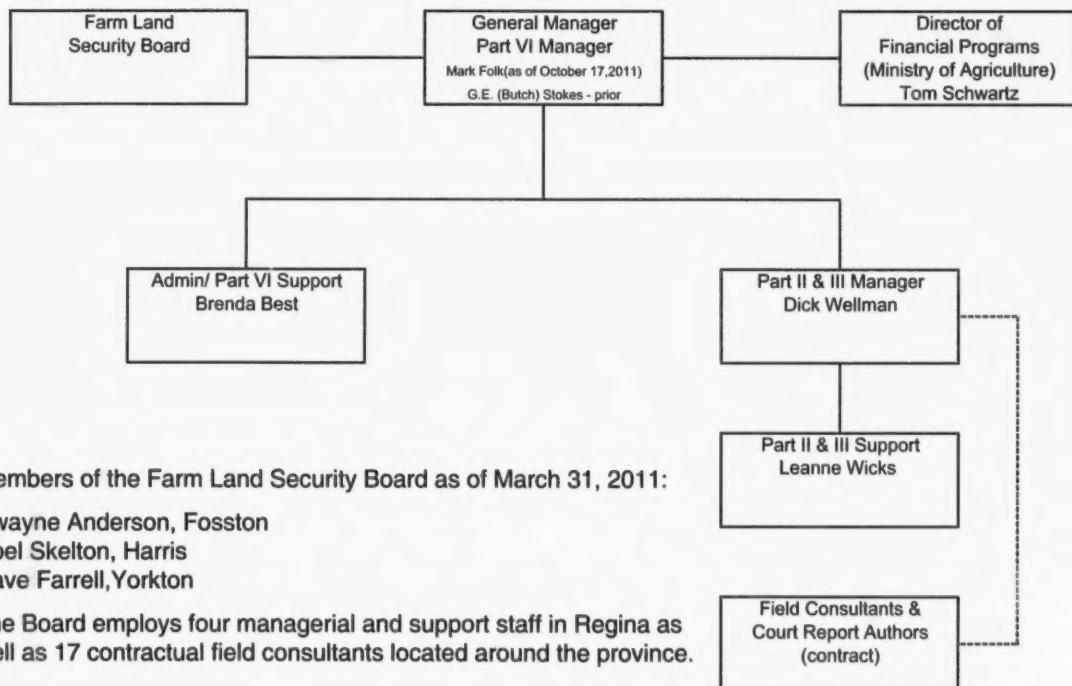 Farm Land
Security Board
General Manager
Part VI Manager
Mark Folk(as of October 17,2011)
G.E. (Butch) Stokes - prior
Director of
Financial Programs
(Ministry of Agriculture)
Tom Schwartz
Admin/ Part VI Support
Brenda Best
Part II & III Manager
Dick Wellman
Part II & III Support
Leanne Wicks
embers of the Farm Land Security Board as of March 31, 2011:
wayne Anderson, Fosston
oel Skelton, Harris
ave Farrell,Yorkton
he Board employs four managerial and support staff in Regina as
ell as 17 contractual field consultants located around the province.
Field Consultants &
Court Report Authors
(contract)